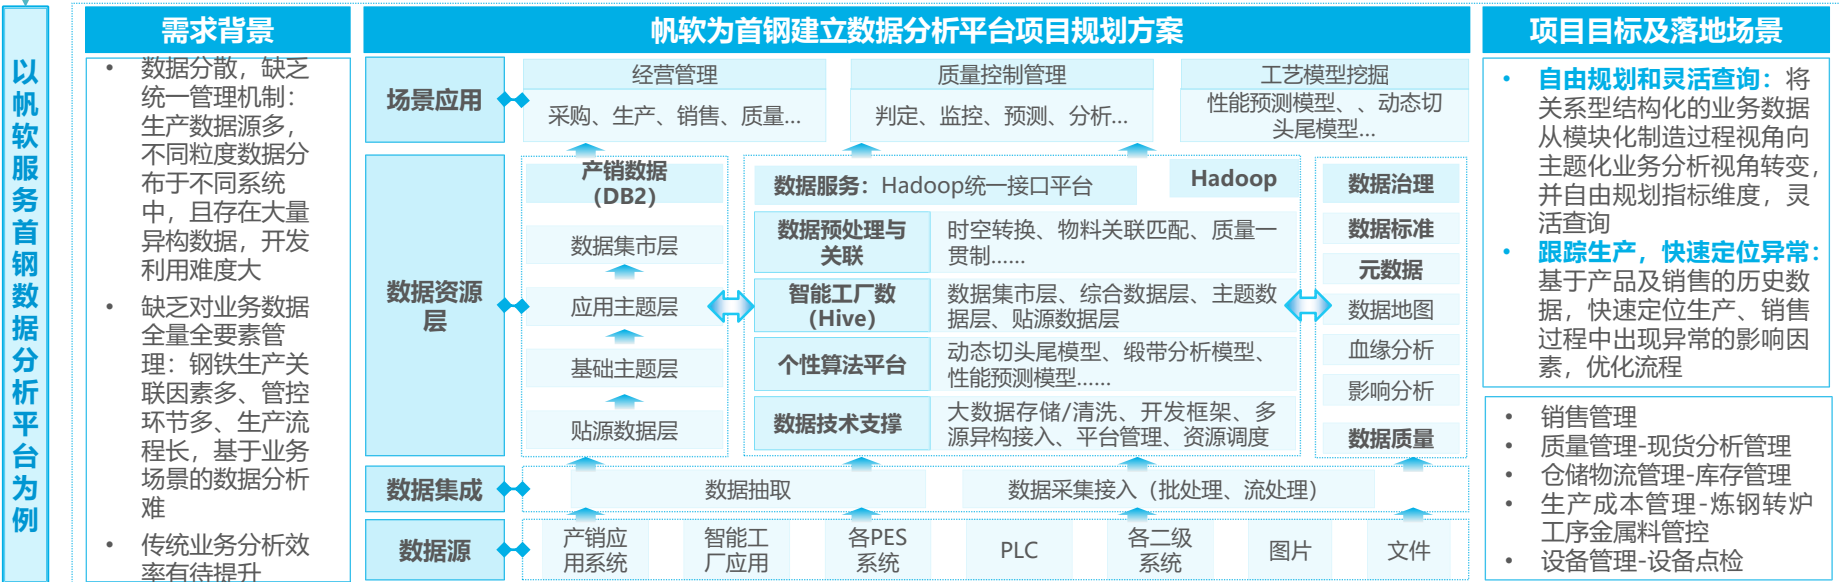 以帆软服务首钢数据分析平台为例
需求背景
• 数据分散，缺乏
统一管理机制：
生产数据源多，
不同粒度数据分
布于不同系统
中，且存在大量
异构数据，开发
利用难度大
• 缺乏对业务数据
全量全要素管
理：钢铁生产关
联因素多、管控
环节多、生产流
程长，基于业务
场景的数据分析
难
• 传统业务分析效
率有待提升
帆软为首钢建立数据分析平台项目规划方案
场景应用
经营管理
采购、生产、销售、质量...
质量控制管理
判定、监控、预测、分析...
工艺模型挖掘
性能预测模型、、动态切
头尾模型...
数据资源
层
产销数据
（DB2）
数据集市层
应用主题层
基础主题层
贴源数据层
数据服务：Hadoop统一接口平台
Hadoop
数据预处理与
关联
时空转换、物料关联匹配、质量一
贯制......
智能工厂数
（Hive）
数据集市层、综合数据层、主题数
据层、贴源数据层
个性算法平台
动态切头尾模型、缎带分析模型、
性能预测模型......
数据技术支撑
大数据存储/清洗、开发框架、多
源异构接入、平台管理、资源调度
数据治理
数据标准
元数据
数据地图
血缘分析
影响分析
数据质量
数据集成
数据抽取
数据采集接入（批处理、流处理）
数据源
产销应
用系统
智能工
厂应用
各PES
系统
PLC
各二级
系统
图片
文件
项目目标及落地场景
• 自由规划和灵活查询：将
关系型结构化的业务数据
从模块化制造过程视角向
主题化业务分析视角转变，
并自由规划指标维度，灵
活查询
• 跟踪生产，快速定位异常：
基于产品及销售的历史数
据，快速定位生产、销售
过程中出现异常的影响因
素，优化流程
• 销售管理
• 质量管理-现货分析管理
• 仓储物流管理-库存管理
• 生产成本管理-炼钢转炉
工序金属料管控
• 设备管理-设备点检